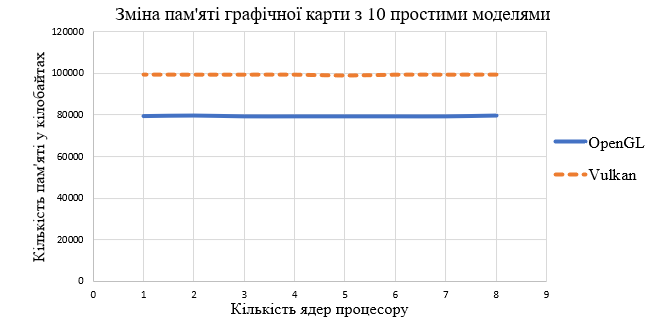 Зміна пам'яті графічної карти з 10 простими моделями
Кількість пам'яті у кілобайтах
120000
100000
80000
60000
40000
20000
0
0 1 2 3 4 5 6 7 8 9
Кількість ядер процесору
OpenGL
Vulkan